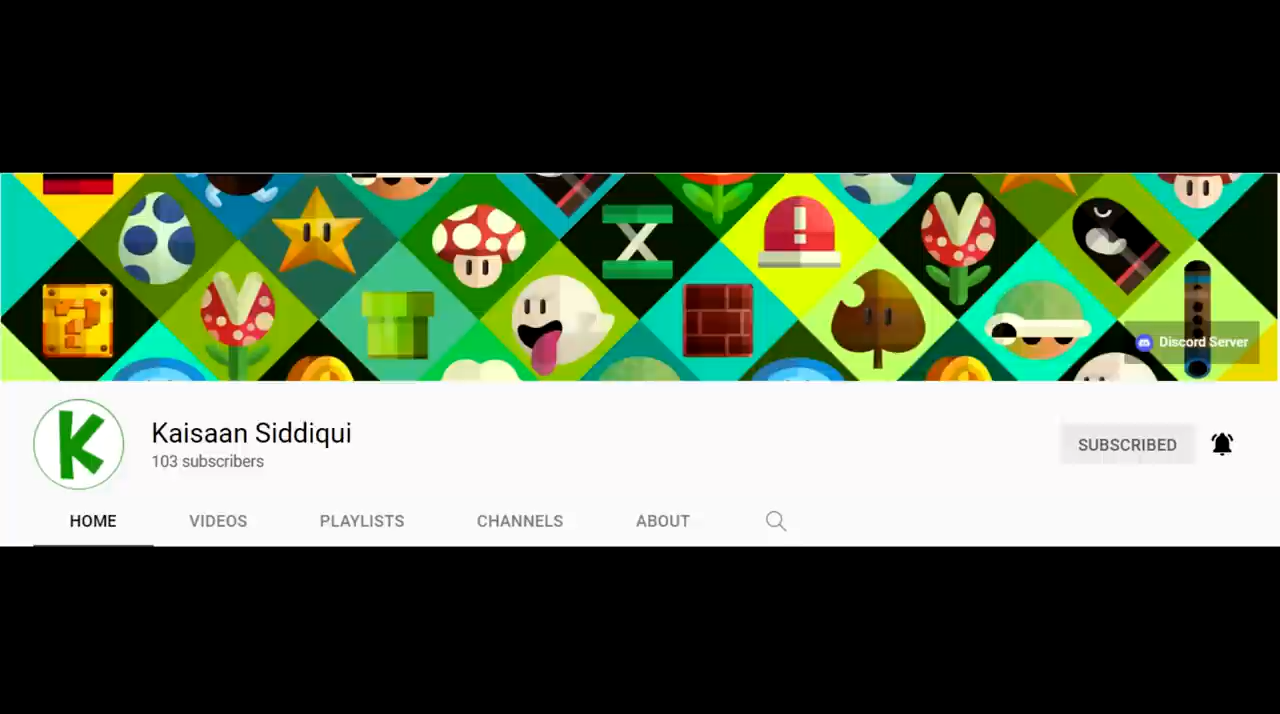 Discord Server
K
Kaisaan Siddiqui
103 subscribers
SUBSCRIBED
HOME VIDEOS PLAYLISTS CHANNELS ABOUT